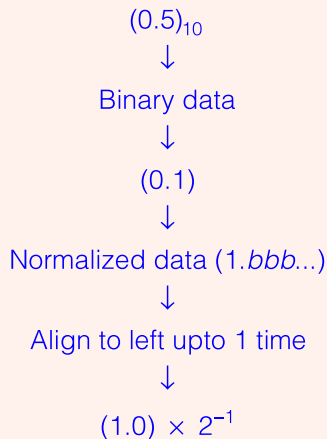 (0.5)₁₀
↓
Binary data
↓
(0.1)
↓
Normalized data (1.bbb...)
↓
Align to left upto 1 time
↓
(1.0) × 2⁻¹